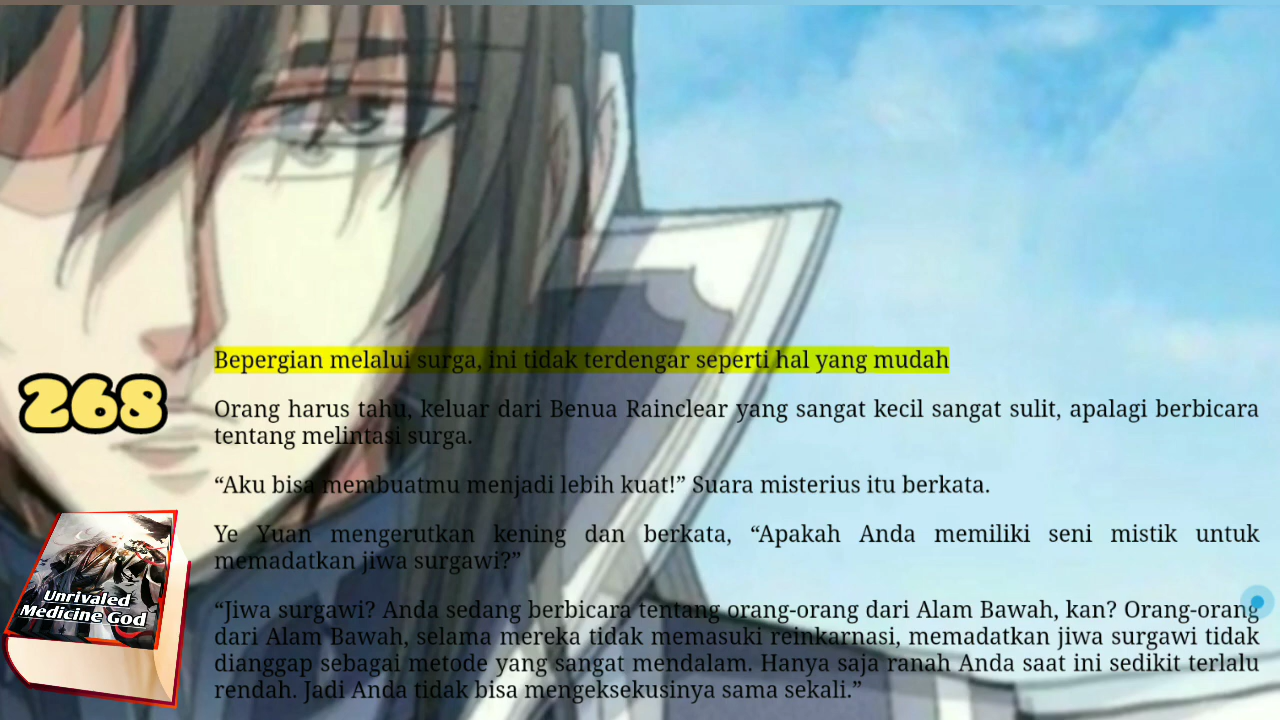 Bepergian melalui surga, ini tidak terdengar seperti hal yang mudah
268
Orang harus tahu, keluar dari Benua Rainclear yang sangat kecil sangat sulit, apalagi berbicara
tentang melintasi surga.
“Aku bisa membuatmu menjadi lebih kuat!” Suara misterius itu berkata.
Ye Yuan mengerutkan kening dan berkata, “Apakah Anda memiliki seni mistik untuk
memadatkan jiwa surgawi?”
“Jiwa surgawi? Anda sedang berbicara tentang orang-orang dari Alam Bawah, kan? Orang-orang
dari Alam Bawah, selama mereka tidak memasuki reinkarnasi, memadatkan jiwa surgawi tidak
dianggap sebagai metode yang sangat mendalam. Hanya saja ranah Anda saat ini sedikit terlalu
rendah. Jadi Anda tidak bisa mengeksekusinya sama sekali.”
Unrivaled
Medicine God